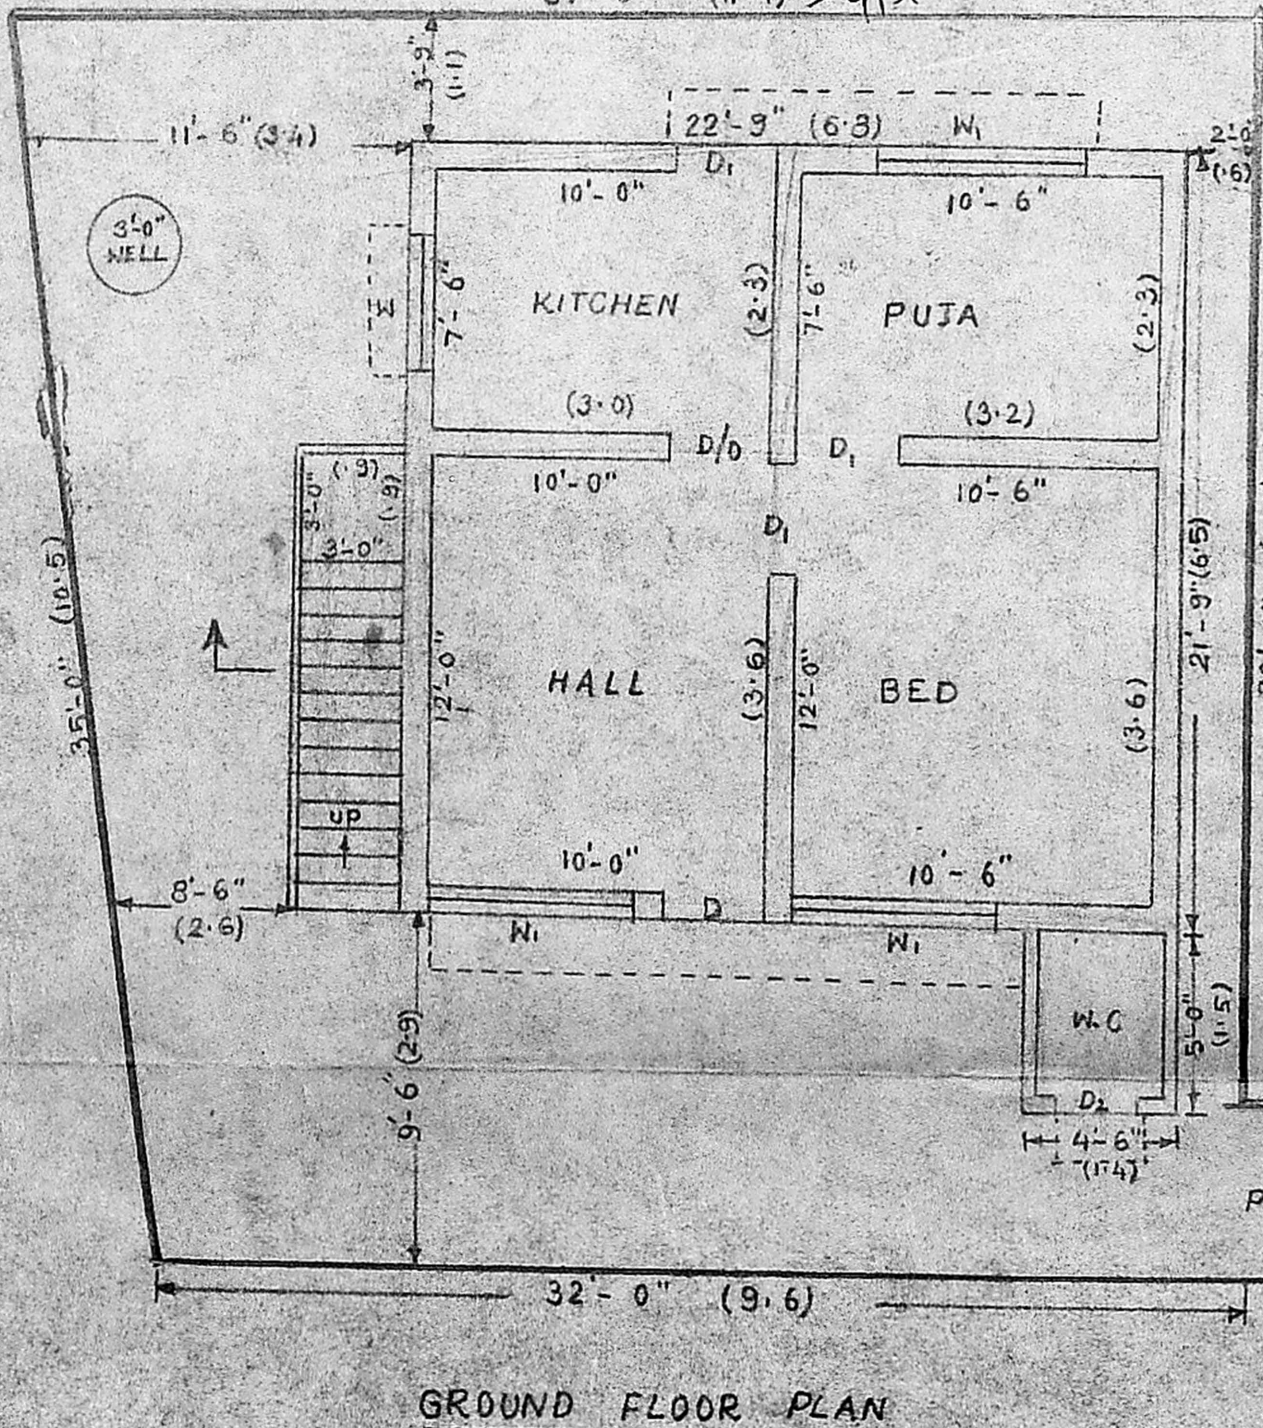 3'-9"
(1·1)
11'-6" (3·4)
22'-9" (6·8) W₁
2'-0"
(·6)
D₁
10'-0"
10'-6"
3'-0"
WELL
7'-6"
KITCHEN
(2·3)
7'-6"
PUJA
(2·3)
(3·0)
(3·2)
D/O
D₁
10'-0"
10'-6"
(·9)
3'-0"
(·9)
3'-0"
D₁
35'-0" (10·5)
21'-9" (6·5)
12'-0"
HALL
(3·6)
12'-0"
BED
(3·6)
UP
10'-0"
10'-6"
8'-6"
(2·6)
W₁
D
W₁
9'-6" (2·9)
W.C
5'-0"
(1·5)
D₂
4'-6"
(1·4)
P
32'-0" (9·6)
GROUND FLOOR PLAN